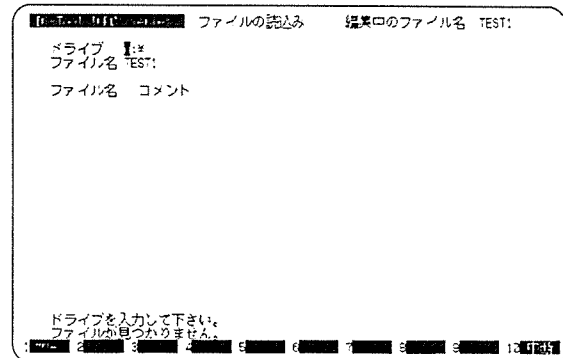 ファイルの読込み 編集中のファイル名 TEST1
ドライブ :¥
ファイル名 TEST1
ファイル名 コメント
ドライブを入力して下さい。
ファイルが見つかりません。
1 2 3 4 5 6 7 8 9 10